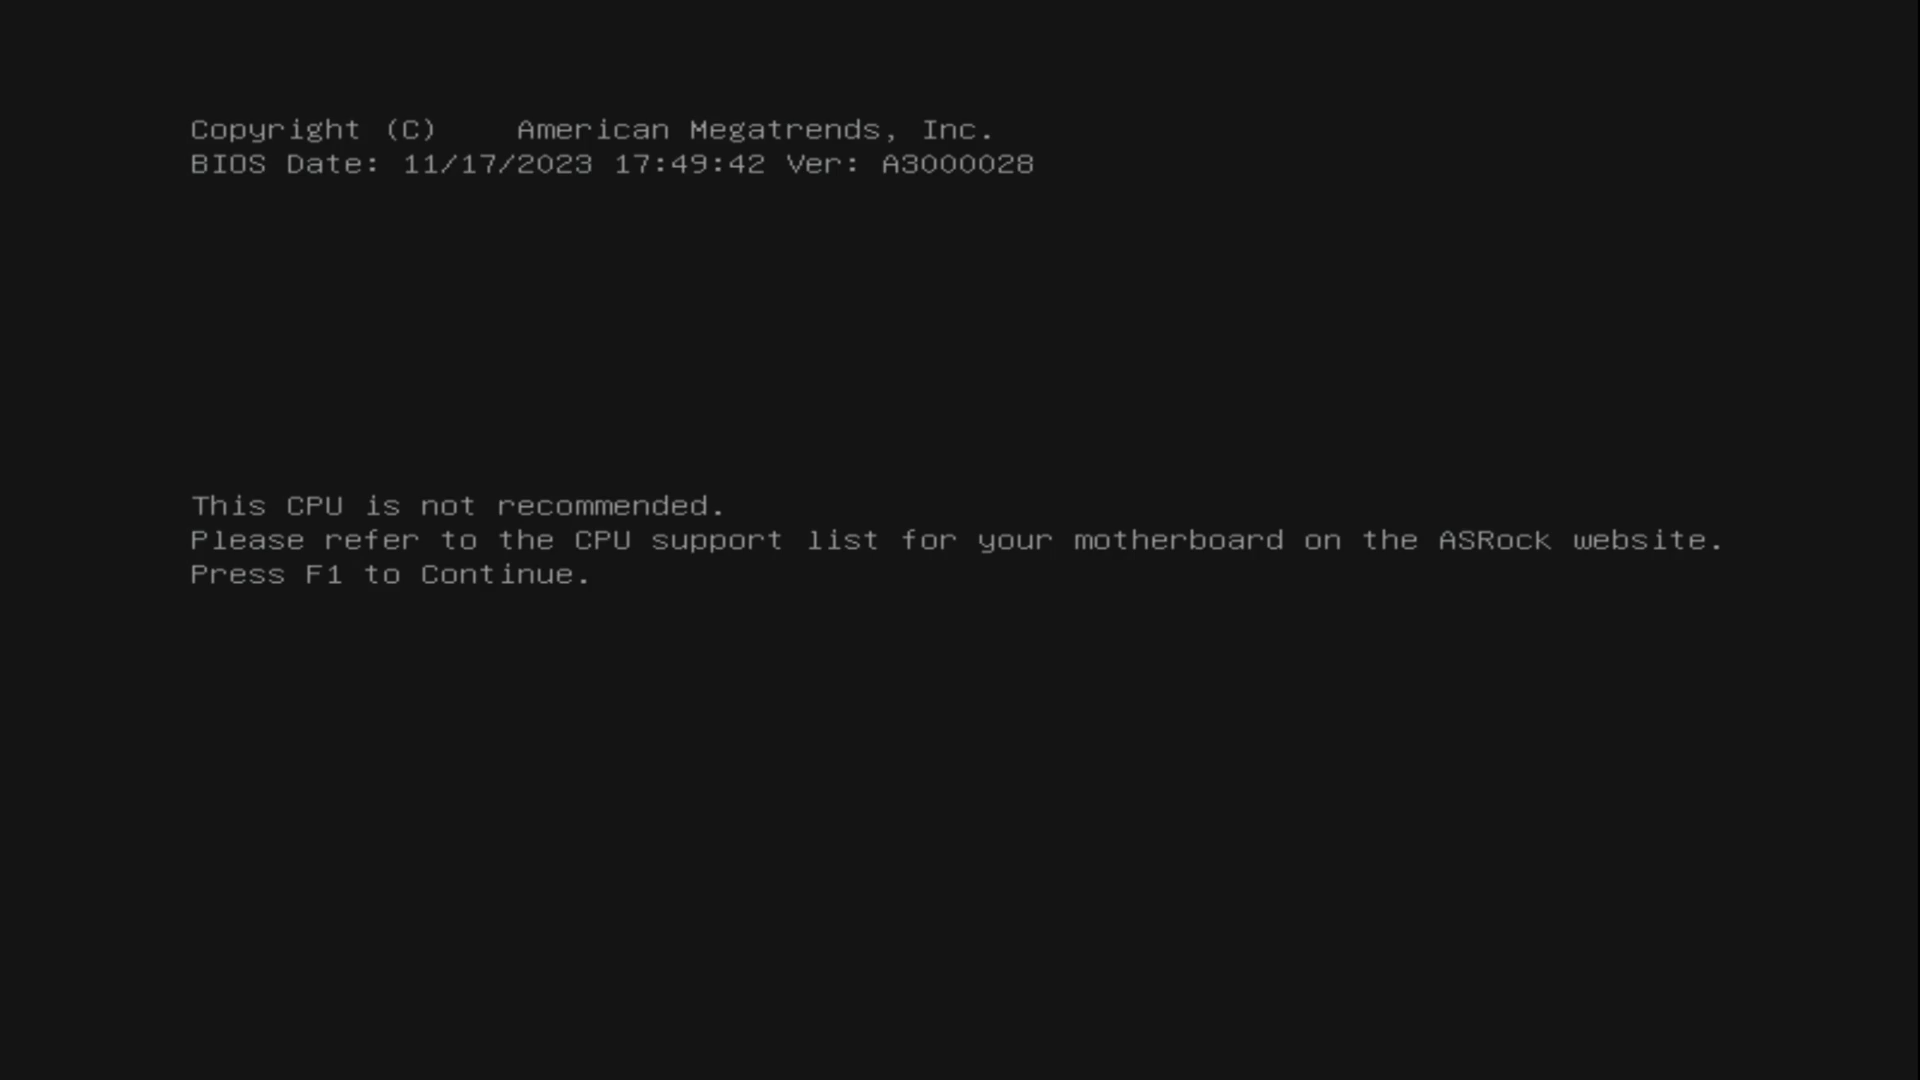 Copyright (C)    American Megatrends, Inc.
BIOS Date: 11/17/2023 17:49:42 Ver: A3000028
This CPU is not recommended.
Please refer to the CPU support list for your motherboard on the ASRock website.
Press F1 to Continue.